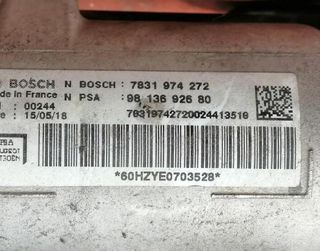 BOSCH N BOSCH: 7831 974 272
de in France N PSA : 98 136 926 80
: 00244
: 15/05/18 7831974272002441351
*60HZYE0703528*